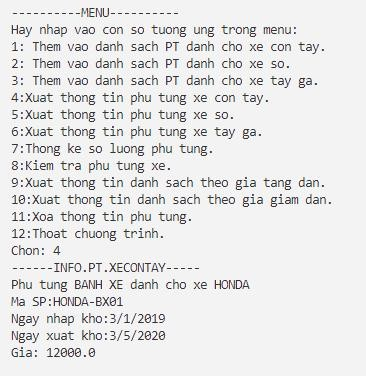 ----------MENU----------
Hay nhap vao con so tuong ung trong menu:
1: Them vao danh sach PT danh cho xe con tay.
2: Them vao danh sach PT danh cho xe so.
3: Them vao danh sach PT danh cho xe tay ga.
4:Xuat thong tin phu tung xe con tay.
5:Xuat thong tin phu tung xe so.
6:Xuat thong tin phu tung xe tay ga.
7:Thong ke so luong phu tung.
8:Kiem tra phu tung xe.
9:Xuat thong tin danh sach theo gia tang dan.
10:Xuat thong tin danh sach theo gia giam dan.
11:Xoa thong tin phu tung.
12:Thoat chuong trinh.
Chon: 4
------INFO.PT.XECONTAY-----
Phu tung BANH XE danh cho xe HONDA
Ma SP:HONDA-BX01
Ngay nhap kho:3/1/2019
Ngay xuat kho:3/5/2020
Gia: 12000.0